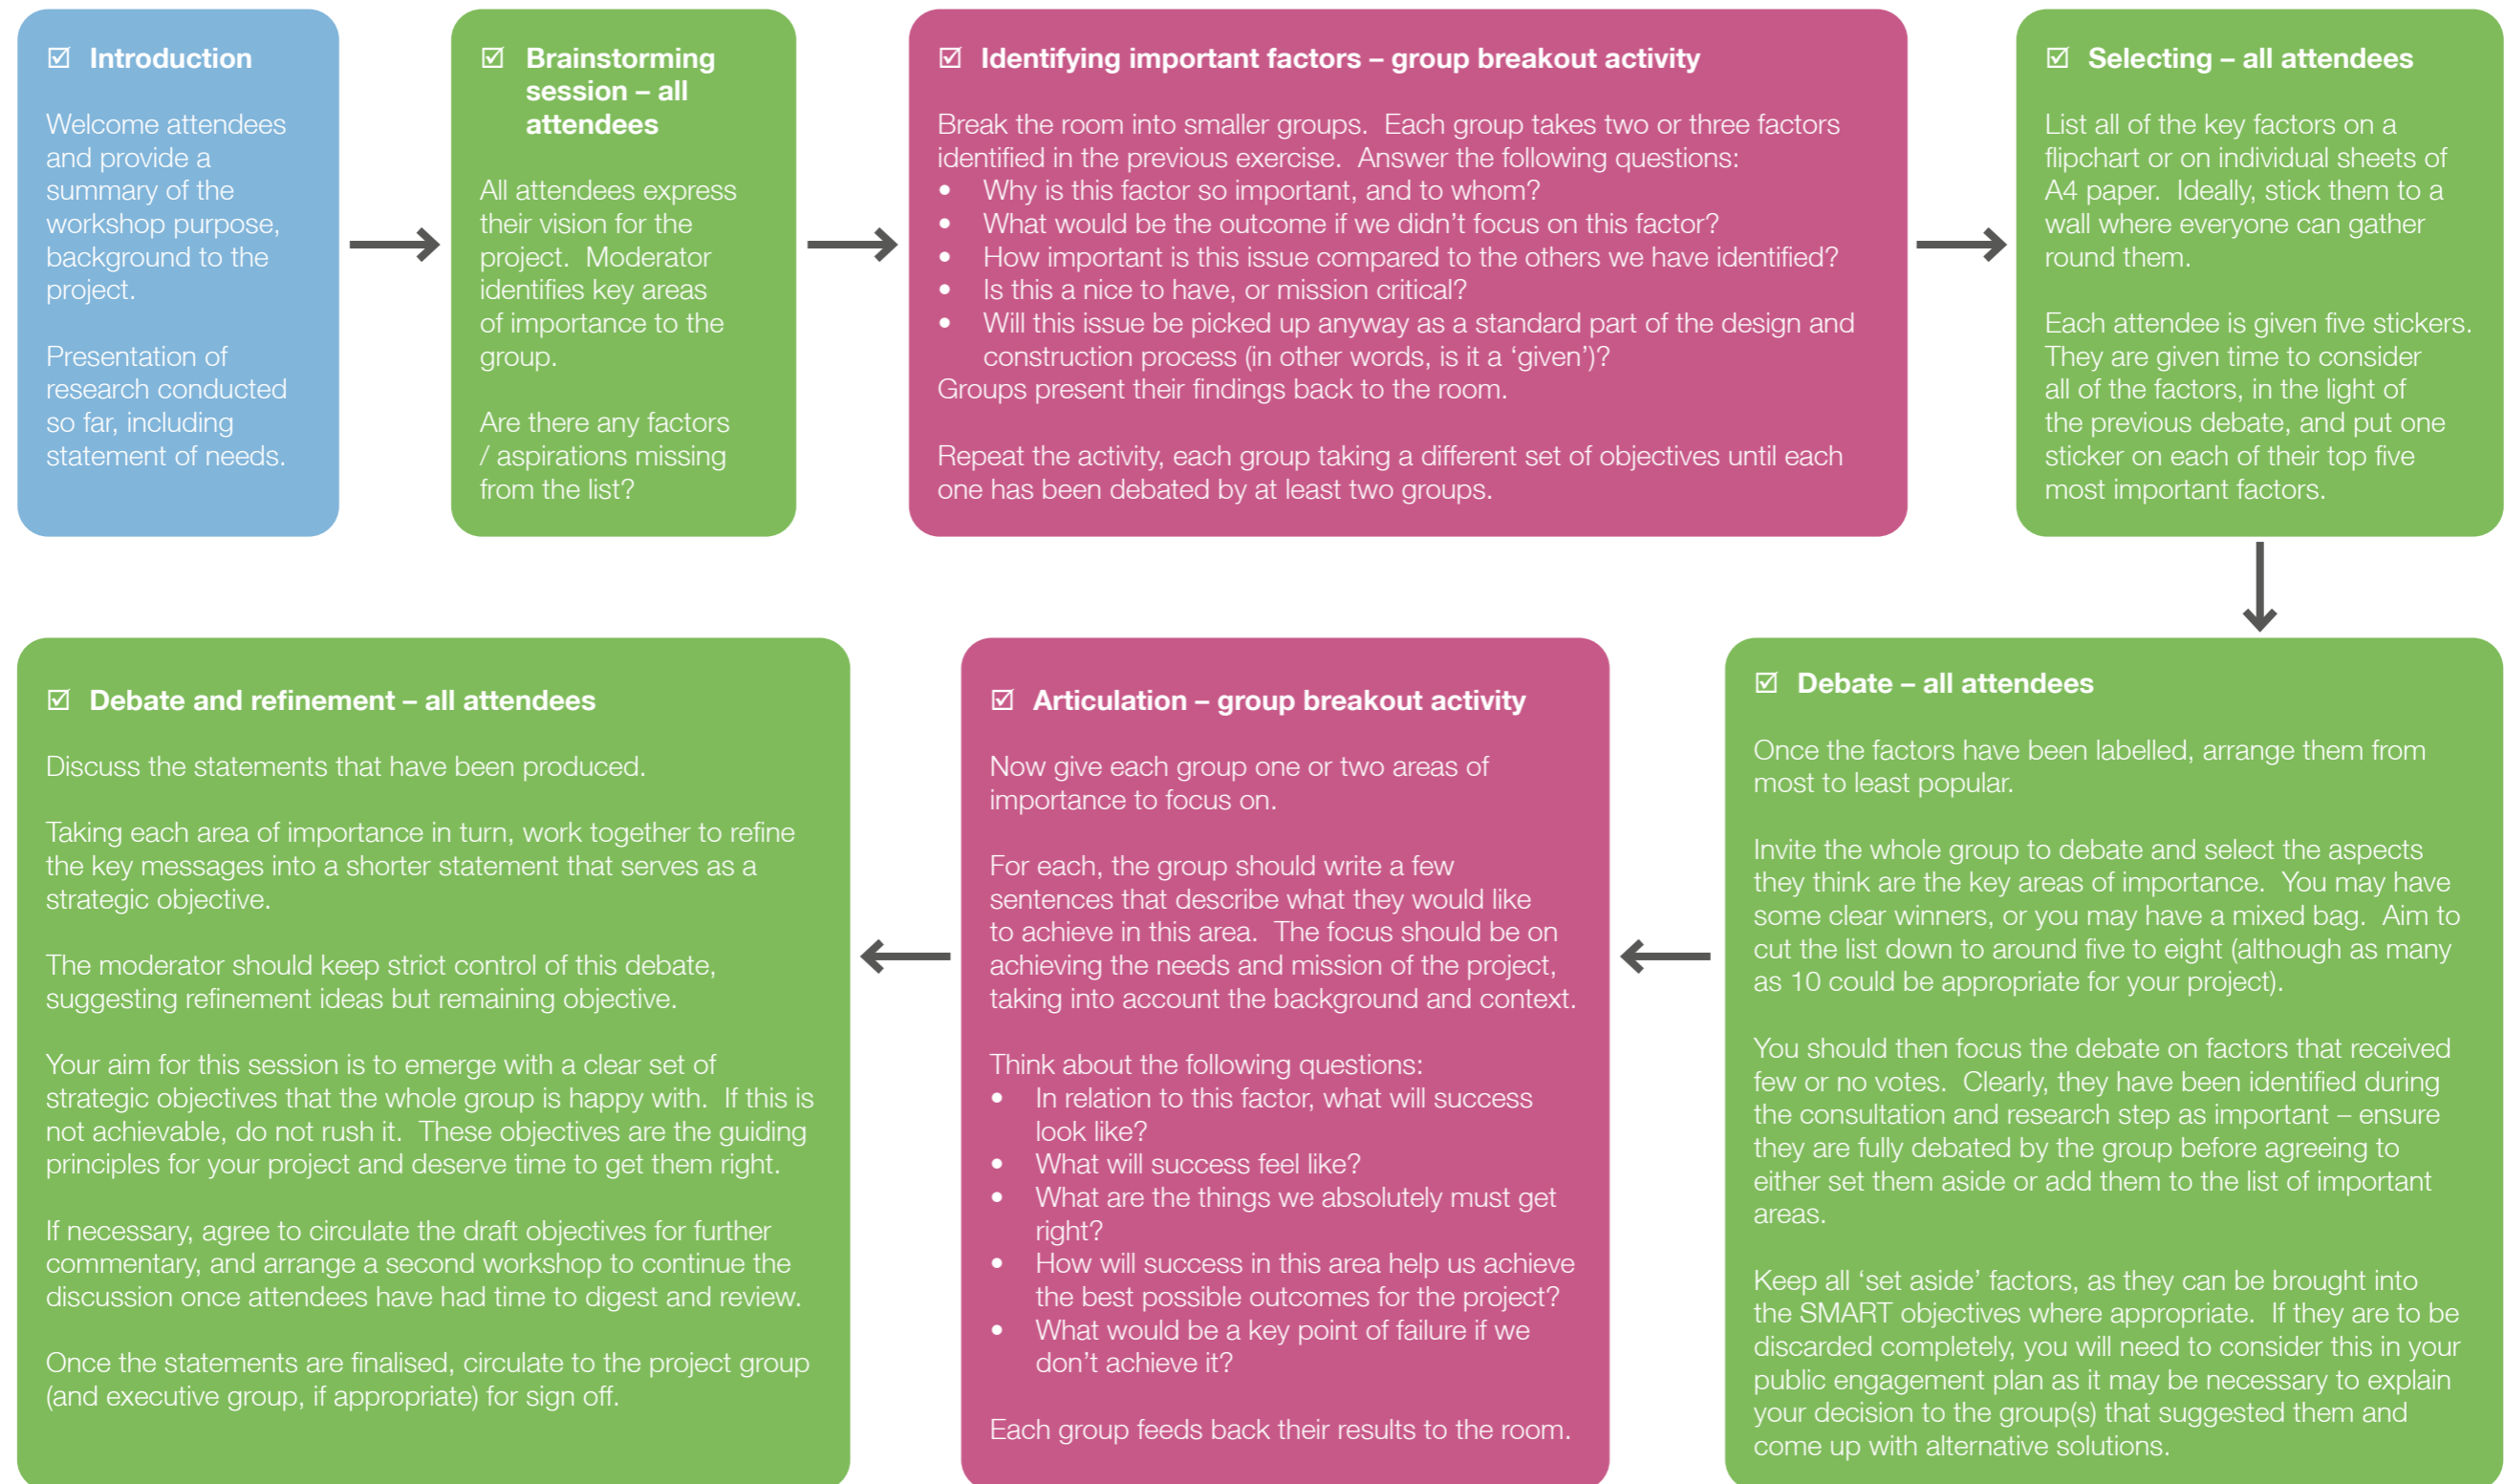 ☑ Introduction
Welcome attendees
and provide a
summary of the
workshop purpose,
background to the
project.
Presentation of
research conducted
so far, including
statement of needs.
☑ Brainstorming
session – all
attendees
All attendees express
their vision for the
project. Moderator
identifies key areas
of importance to the
group.
Are there any factors
/ aspirations missing
from the list?
☑ Identifying important factors – group breakout activity
Break the room into smaller groups. Each group takes two or three factors
identified in the previous exercise. Answer the following questions:
• Why is this factor so important, and to whom?
• What would be the outcome if we didn’t focus on this factor?
• How important is this issue compared to the others we have identified?
• Is this a nice to have, or mission critical?
• Will this issue be picked up anyway as a standard part of the design and
construction process (in other words, is it a ‘given’)?
Groups present their findings back to the room.
Repeat the activity, each group taking a different set of objectives until each
one has been debated by at least two groups.
☑ Selecting – all attendees
List all of the key factors on a
flipchart or on individual sheets of
A4 paper. Ideally, stick them to a
wall where everyone can gather
round them.
Each attendee is given five stickers.
They are given time to consider
all of the factors, in the light of
the previous debate, and put one
sticker on each of their top five
most important factors.
☑ Debate – all attendees
Once the factors have been labelled, arrange them from
most to least popular.
Invite the whole group to debate and select the aspects
they think are the key areas of importance. You may have
some clear winners, or you may have a mixed bag. Aim to
cut the list down to around five to eight (although as many
as 10 could be appropriate for your project).
You should then focus the debate on factors that received
few or no votes. Clearly, they have been identified during
the consultation and research step as important – ensure
they are fully debated by the group before agreeing to
either set them aside or add them to the list of important
areas.
Keep all ‘set aside’ factors, as they can be brought into
the SMART objectives where appropriate. If they are to be
discarded completely, you will need to consider this in your
public engagement plan as it may be necessary to explain
your decision to the group(s) that suggested them and
come up with alternative solutions.
☑ Articulation – group breakout activity
Now give each group one or two areas of
importance to focus on.
For each, the group should write a few
sentences that describe what they would like
to achieve in this area. The focus should be on
achieving the needs and mission of the project,
taking into account the background and context.
Think about the following questions:
• In relation to this factor, what will success
look like?
• What will success feel like?
• What are the things we absolutely must get
right?
• How will success in this area help us achieve
the best possible outcomes for the project?
• What would be a key point of failure if we
don’t achieve it?
Each group feeds back their results to the room.
☑ Debate and refinement – all attendees
Discuss the statements that have been produced.
Taking each area of importance in turn, work together to refine
the key messages into a shorter statement that serves as a
strategic objective.
The moderator should keep strict control of this debate,
suggesting refinement ideas but remaining objective.
Your aim for this session is to emerge with a clear set of
strategic objectives that the whole group is happy with. If this is
not achievable, do not rush it. These objectives are the guiding
principles for your project and deserve time to get them right.
If necessary, agree to circulate the draft objectives for further
commentary, and arrange a second workshop to continue the
discussion once attendees have had time to digest and review.
Once the statements are finalised, circulate to the project group
(and executive group, if appropriate) for sign off.